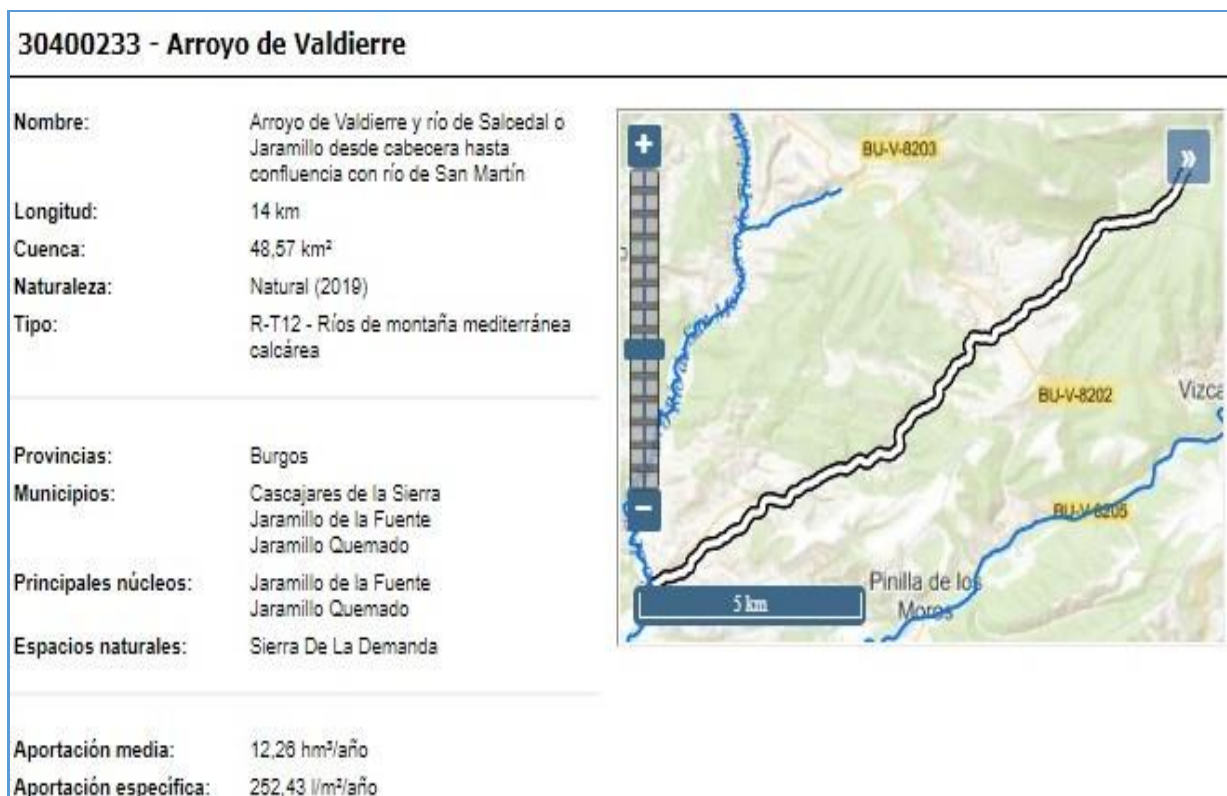 30400233 - Arroyo de Valdierre
Nombre:
Arroyo de Valdierre y río de Salcedal o
Jaramillo desde cabecera hasta
confluencia con río de San Martín
Longitud:
14 km
Cuenca:
48,57 km²
Naturaleza:
Natural (2019)
Tipo:
R-T12 - Ríos de montaña mediterránea
calcárea
Provincias:
Burgos
Municipios:
Cascajares de la Sierra
Jaramillo de la Fuente
Jaramillo Quemado
Principales núcleos:
Jaramillo de la Fuente
Jaramillo Quemado
Espacios naturales:
Sierra De La Demanda
Aportación media:
12,26 hm³/año
Aportación específica:
252,43 l/m²/año
+
»
BU-V-8203
BU-V-8202
Vizca
BU-V-8205
−
Pinilla de los
Moros
5 km